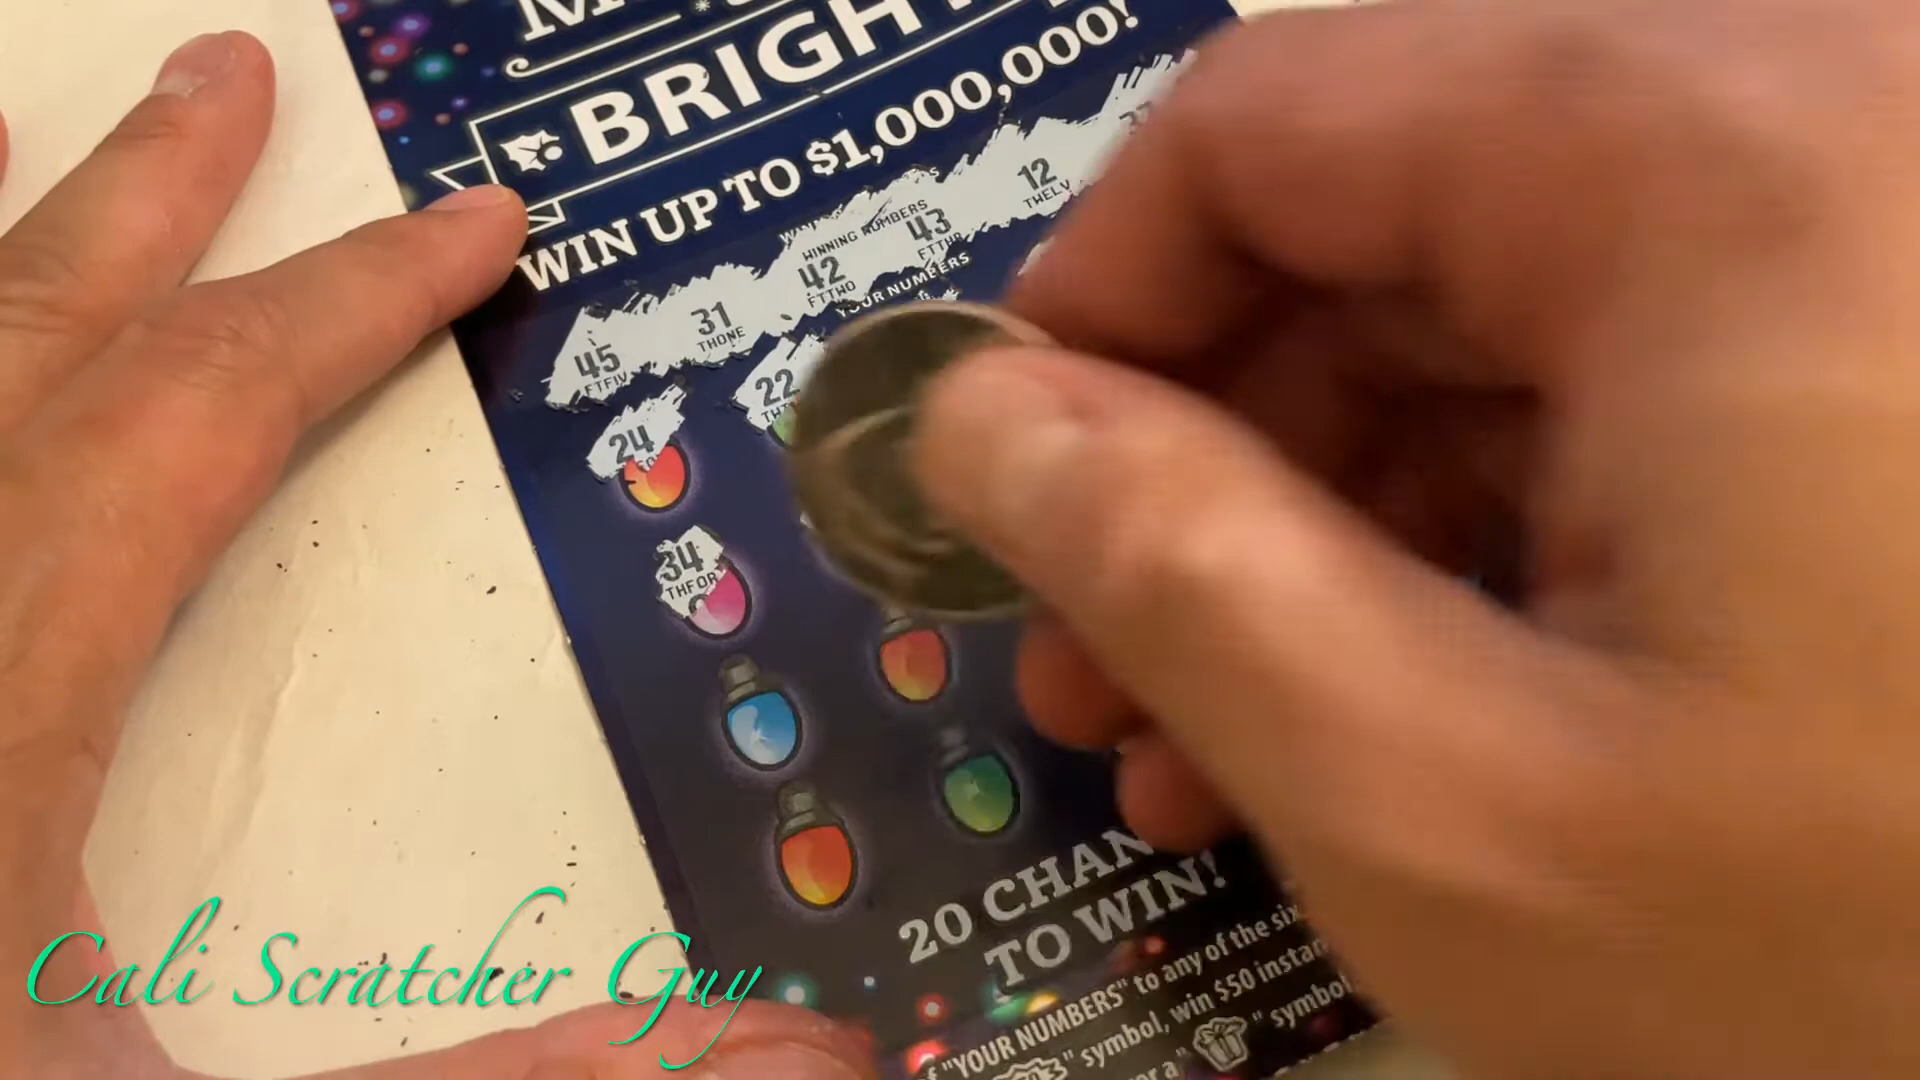 BRIGHT
WIN UP TO $1,000,000!
WINNING NUMBERS
45 31 42 43 12
FTFIV THONE FTTWO FTTHR TWELV
YOUR NUMBERS
24 22
34
THFOR
20 CHAN
TO WIN!
"YOUR NUMBERS" to any of the six
" symbol, win $50 instan
" symbol
Cali Scratcher Guy